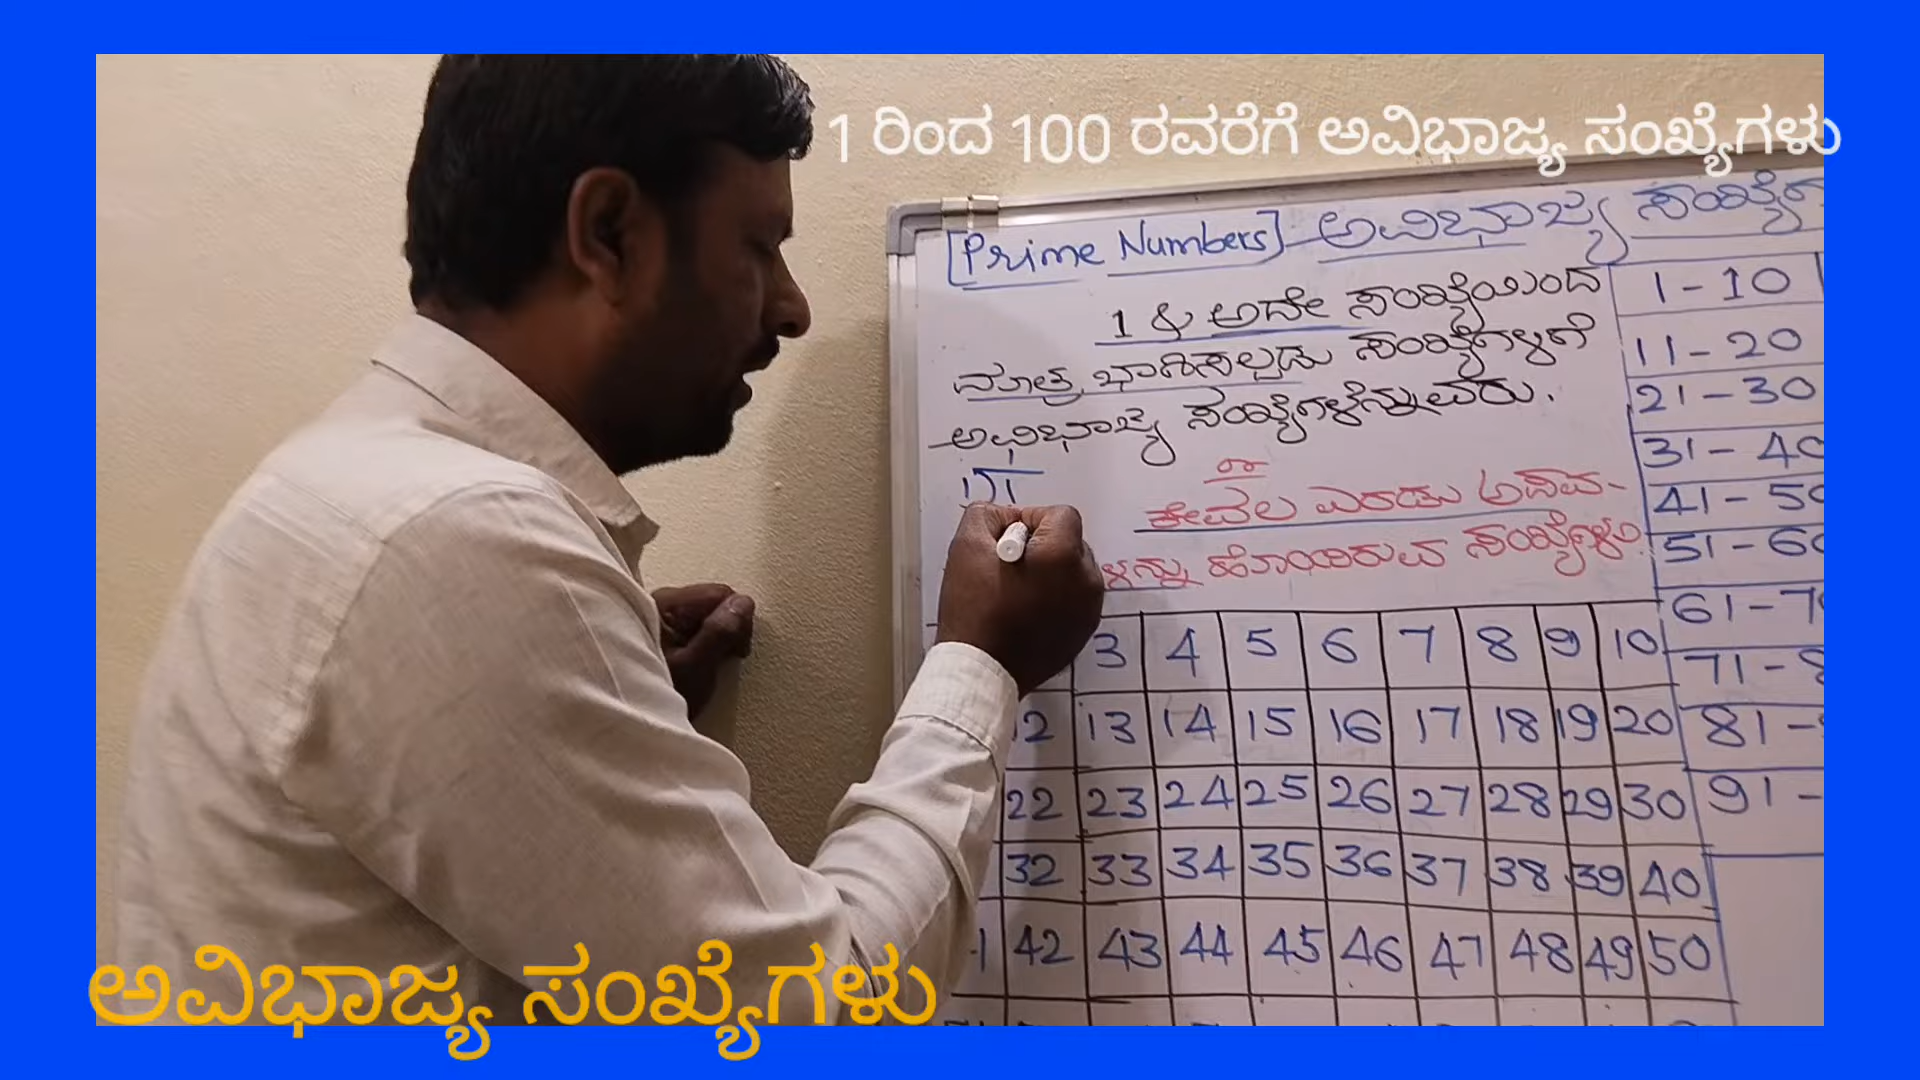 1 ರಿಂದ 100 ರವರೆಗೆ ಅವಿಭಾಜ್ಯ ಸಂಖ್ಯೆಗಳು
[Prime Numbers] ಅವಿಭಾಜ್ಯ
1 & ಅದೇ ಸಂಖ್ಯೆಯಿಂದ
ಮಾತ್ರ ಭಾಗಿಸಲ್ಪಡು ಸಂಖ್ಯೆಗಳಿಗೆ
ಅವಿಭಾಜ್ಯ ಸಂಖ್ಯೆಗಳೆನ್ನುವರು.
ಕೇವಲ ಎರಡು ಅಪವ-
ಹೊಂದಿರುವ ಸಂಖ್ಯೆಗಳು
1 - 10
11 - 20
21 - 30
31 - 40
41 - 50
51 - 60
61 - 7
71 - 8
81 -
91 -
3 4 5 6 7 8 9 10
12 13 14 15 16 17 18 19 20
22 23 24 25 26 27 28 29 30
32 33 34 35 36 37 38 39 40
1 42 43 44 45 46 47 48 49 50
ಅವಿಭಾಜ್ಯ ಸಂಖ್ಯೆಗಳು